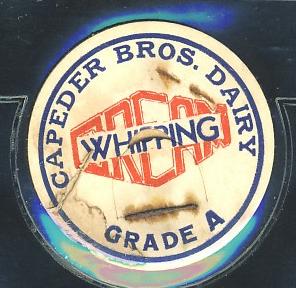 CAPEDER BROS. DAIRY
CREAM
WHIPPING
GRADE A